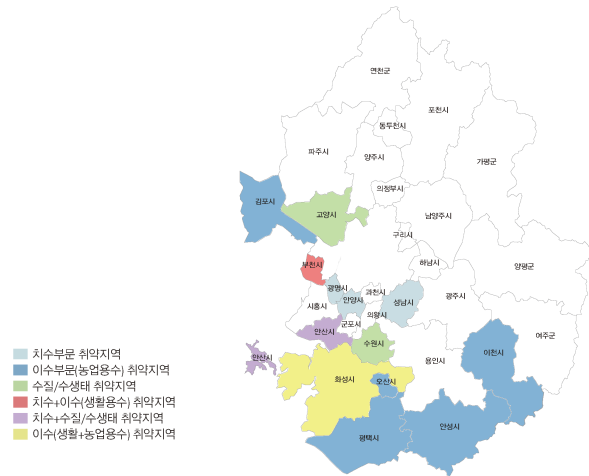 연천군
포천시
동두천시
파주시
양주시
가평군
의정부시
김포시
고양시
남양주시
구리시
부천시
하남시
양평군
광명시
과천시
안양시
성남시
광주시
시흥시
의왕시
군포시
안산시
여주군
수원시
이천시
안산시
용인시
화성시
오산시
안성시
평택시
치수부문 취약지역
이수부문(농업용수) 취약지역
수질/수생태 취약지역
치수+이수(생활용수) 취약지역
치수+수질/수생태 취약지역
이수(생활+농업용수) 취약지역